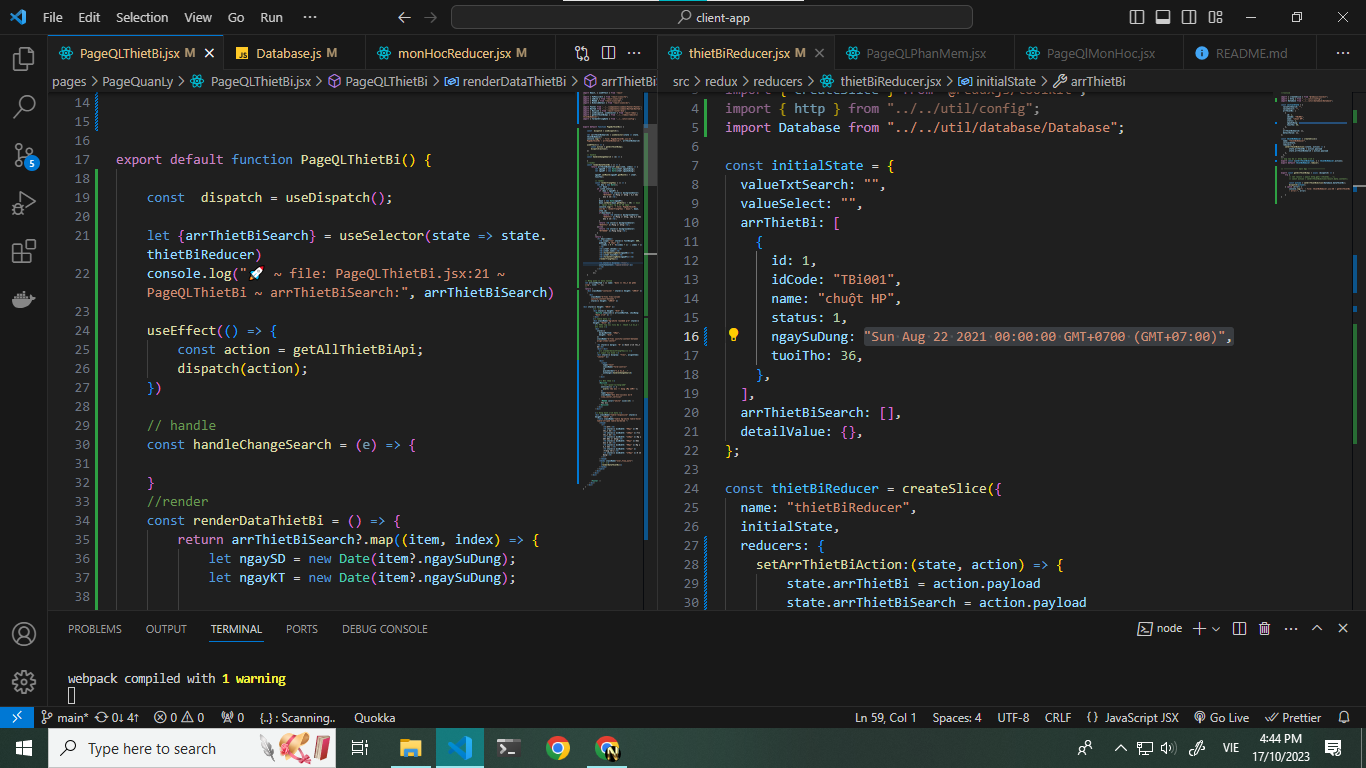 File Edit Selection View Go Run ··· client-app
PageQLThietBi.jsx M Database.js M monHocReducer.jsx M
thietBiReducer.jsx M PageQLPhanMem.jsx PageQlMonHoc.jsx README.md
pages > PageQuanLy > PageQLThietBi.jsx > PageQLThietBi > renderDataThietBi > arrThietBi
src > redux > reducers > thietBiReducer.jsx > initialState > arrThietBi
14
15
16
17 export default function PageQLThietBi() {
18
19 const  dispatch = useDispatch();
20
21 let {arrThietBiSearch} = useSelector(state => state.
thietBiReducer)
22 console.log("🚀 ~ file: PageQLThietBi.jsx:21 ~
PageQLThietBi ~ arrThietBiSearch:", arrThietBiSearch)
23
24 useEffect(() => {
25 const action = getAllThietBiApi;
26 dispatch(action);
27 })
28
29 // handle
30 const handleChangeSearch = (e) => {
31
32 }
33 //render
34 const renderDataThietBi = () => {
35 return arrThietBiSearch?.map((item, index) => {
36 let ngaySD = new Date(item?.ngaySuDung);
37 let ngayKT = new Date(item?.ngaySuDung);
38
4 import { http } from "../../util/config";
5 import Database from "../../util/database/Database";
6
7 const initialState = {
8 valueTxtSearch: "",
9 valueSelect: "",
10 arrThietBi: [
11 {
12 id: 1,
13 idCode: "TBi001",
14 name: "chuột HP",
15 status: 1,
16 ngaySuDung: "Sun Aug 22 2021 00:00:00 GMT+0700 (GMT+07:00)",
17 tuoiTho: 36,
18 },
19 ],
20 arrThietBiSearch: [],
21 detailValue: {},
22 };
23
24 const thietBiReducer = createSlice({
25 name: "thietBiReducer",
26 initialState,
27 reducers: {
28 setArrThietBiAction:(state, action) => {
29 state.arrThietBi = action.payload
30 state.arrThietBiSearch = action.payload
5
PROBLEMS OUTPUT TERMINAL PORTS DEBUG CONSOLE node
webpack compiled with 1 warning
main* 0↓ 4↑ 0 0 0 {..} : Scanning.. Quokka Ln 59, Col 1 Spaces: 4 UTF-8 CRLF {} JavaScript JSX Go Live Prettier
Type here to search VIE 4:44 PM
17/10/2023